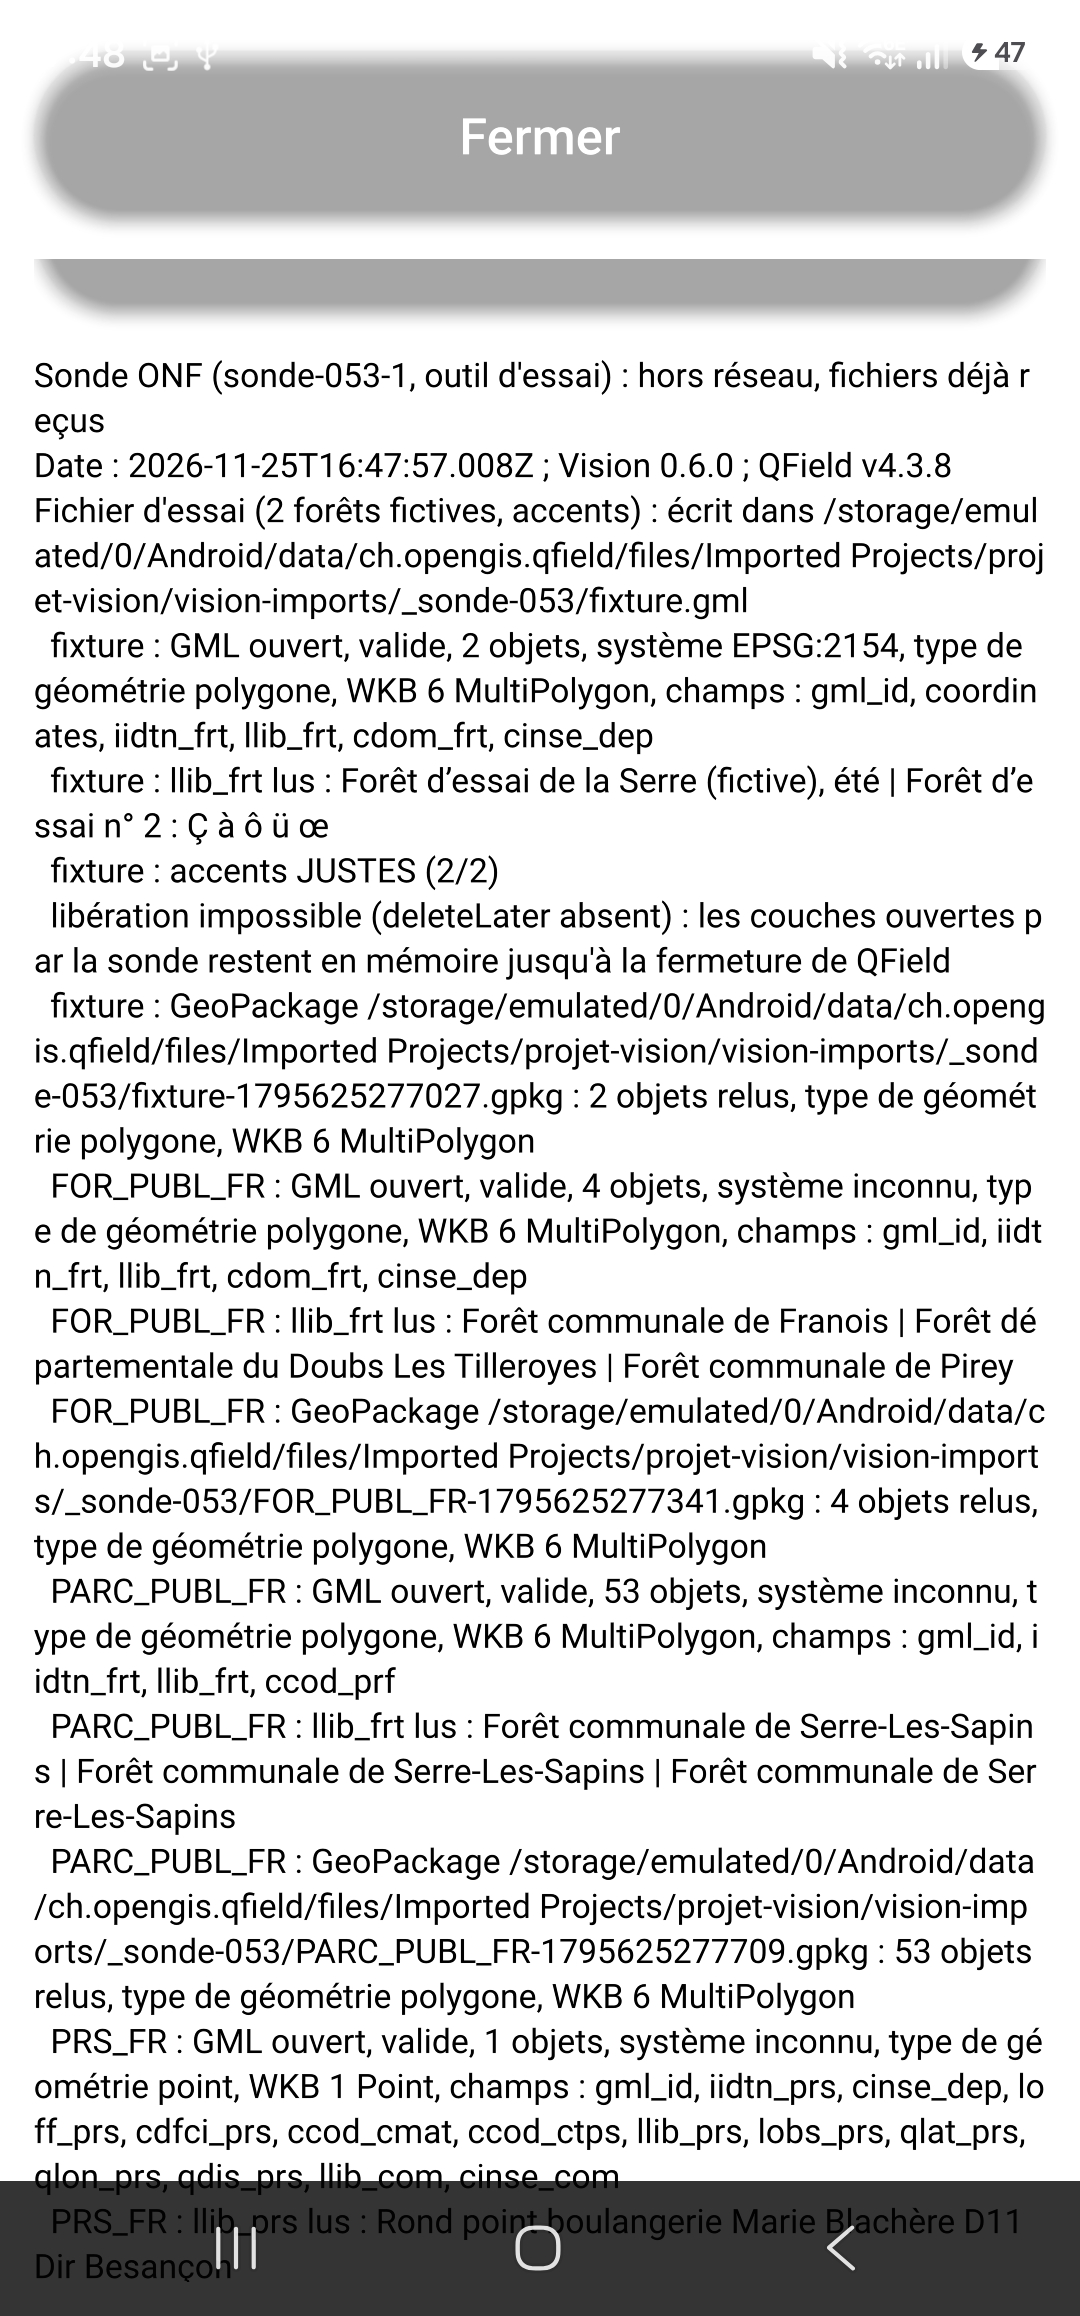 :48
47
Fermer
Sonde ONF (sonde-053-1, outil d'essai) : hors réseau, fichiers déjà r
eçus
Date : 2026-11-25T16:47:57.008Z ; Vision 0.6.0 ; QField v4.3.8
Fichier d'essai (2 forêts fictives, accents) : écrit dans /storage/emul
ated/0/Android/data/ch.opengis.qfield/files/Imported Projects/proj
et-vision/vision-imports/_sonde-053/fixture.gml
fixture : GML ouvert, valide, 2 objets, système EPSG:2154, type de
géométrie polygone, WKB 6 MultiPolygon, champs : gml_id, coordin
ates, iidtn_frt, llib_frt, cdom_frt, cinse_dep
fixture : llib_frt lus : Forêt d’essai de la Serre (fictive), été | Forêt d’e
ssai n° 2 : Ç à ô ü œ
fixture : accents JUSTES (2/2)
libération impossible (deleteLater absent) : les couches ouvertes p
ar la sonde restent en mémoire jusqu'à la fermeture de QField
fixture : GeoPackage /storage/emulated/0/Android/data/ch.openg
is.qfield/files/Imported Projects/projet-vision/vision-imports/_sond
e-053/fixture-1795625277027.gpkg : 2 objets relus, type de géomét
rie polygone, WKB 6 MultiPolygon
FOR_PUBL_FR : GML ouvert, valide, 4 objets, système inconnu, typ
e de géométrie polygone, WKB 6 MultiPolygon, champs : gml_id, iidt
n_frt, llib_frt, cdom_frt, cinse_dep
FOR_PUBL_FR : llib_frt lus : Forêt communale de Franois | Forêt dé
partementale du Doubs Les Tilleroyes | Forêt communale de Pirey
FOR_PUBL_FR : GeoPackage /storage/emulated/0/Android/data/c
h.opengis.qfield/files/Imported Projects/projet-vision/vision-import
s/_sonde-053/FOR_PUBL_FR-1795625277341.gpkg : 4 objets relus,
type de géométrie polygone, WKB 6 MultiPolygon
PARC_PUBL_FR : GML ouvert, valide, 53 objets, système inconnu, t
ype de géométrie polygone, WKB 6 MultiPolygon, champs : gml_id, i
idtn_frt, llib_frt, ccod_prf
PARC_PUBL_FR : llib_frt lus : Forêt communale de Serre-Les-Sapin
s | Forêt communale de Serre-Les-Sapins | Forêt communale de Ser
re-Les-Sapins
PARC_PUBL_FR : GeoPackage /storage/emulated/0/Android/data
/ch.opengis.qfield/files/Imported Projects/projet-vision/vision-imp
orts/_sonde-053/PARC_PUBL_FR-1795625277709.gpkg : 53 objets
relus, type de géométrie polygone, WKB 6 MultiPolygon
PRS_FR : GML ouvert, valide, 1 objets, système inconnu, type de gé
ométrie point, WKB 1 Point, champs : gml_id, iidtn_prs, cinse_dep, lo
ff_prs, cdfci_prs, ccod_cmat, ccod_ctps, llib_prs, lobs_prs, qlat_prs,
qlon_prs, qdis_prs, llib_com, cinse_com
PRS_FR : llib_prs lus : Rond point boulangerie Marie Blachère D11
Dir Besançon